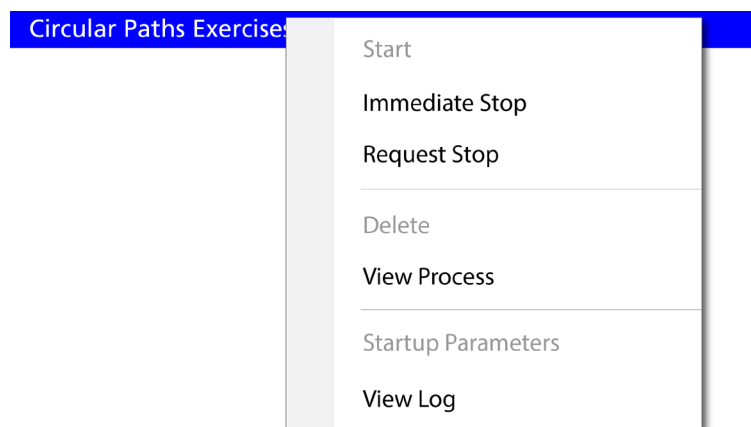 Circular Paths Exercises
Start
Immediate Stop
Request Stop
Delete
View Process
Startup Parameters
View Log